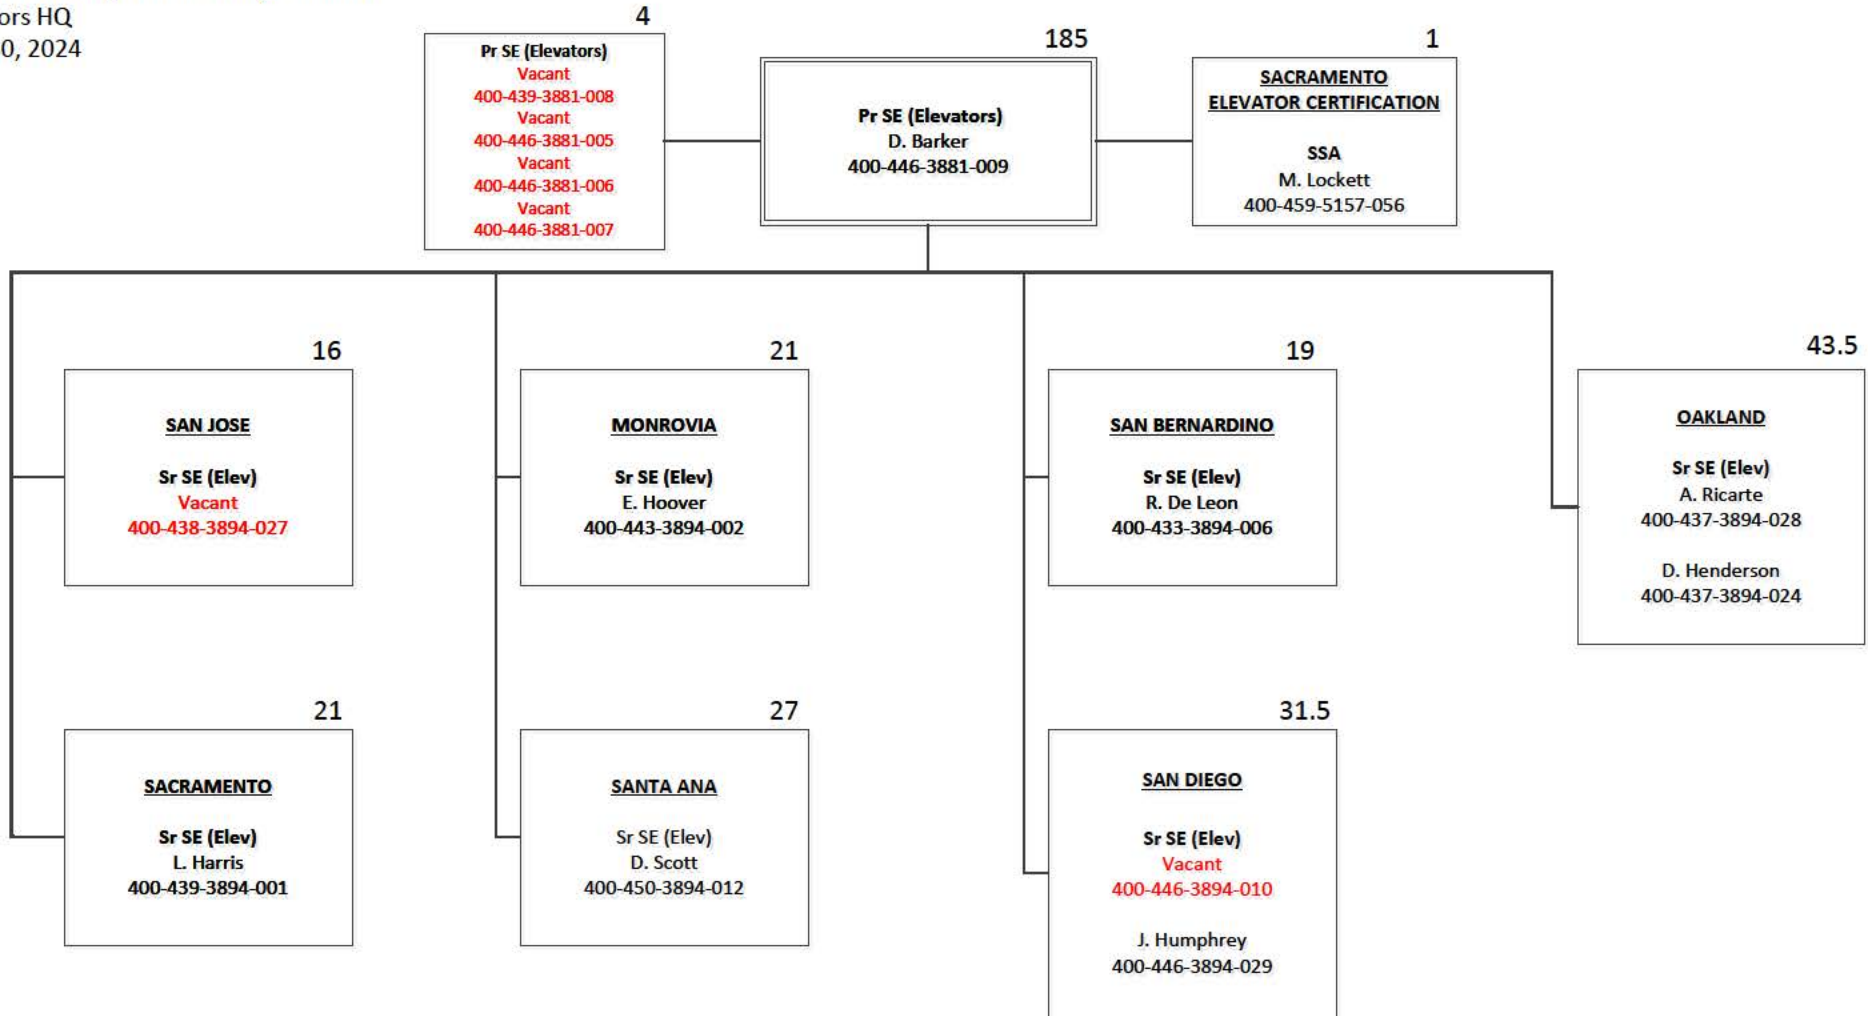 ors HQ
0, 2024
4
Pr SE (Elevators)
Vacant
400-439-3881-008
Vacant
400-446-3881-005
Vacant
400-446-3881-006
Vacant
400-446-3881-007
185
Pr SE (Elevators)
D. Barker
400-446-3881-009
1
SACRAMENTO
ELEVATOR CERTIFICATION
SSA
M. Lockett
400-459-5157-056
16
SAN JOSE
Sr SE (Elev)
Vacant
400-438-3894-027
21
MONROVIA
Sr SE (Elev)
E. Hoover
400-443-3894-002
19
SAN BERNARDINO
Sr SE (Elev)
R. De Leon
400-433-3894-006
43.5
OAKLAND
Sr SE (Elev)
A. Ricarte
400-437-3894-028
D. Henderson
400-437-3894-024
21
SACRAMENTO
Sr SE (Elev)
L. Harris
400-439-3894-001
27
SANTA ANA
Sr SE (Elev)
D. Scott
400-450-3894-012
31.5
SAN DIEGO
Sr SE (Elev)
Vacant
400-446-3894-010
J. Humphrey
400-446-3894-029